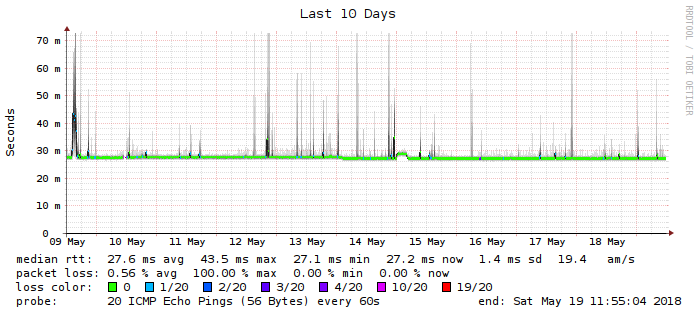 Last 10 Days
RRDTOOL / TOBI OETIKER
Seconds
70 m
60 m
50 m
40 m
30 m
20 m
10 m
0
09 May 10 May 11 May 12 May 13 May 14 May 15 May 16 May 17 May 18 May
median rtt: 27.6 ms avg 43.5 ms max 27.1 ms min 27.2 ms now 1.4 ms sd 19.4 am/s
packet loss: 0.56 % avg 100.00 % max 0.00 % min 0.00 % now
loss color: 0 1/20 2/20 3/20 4/20 10/20 19/20
probe: 20 ICMP Echo Pings (56 Bytes) every 60s end: Sat May 19 11:55:04 2018